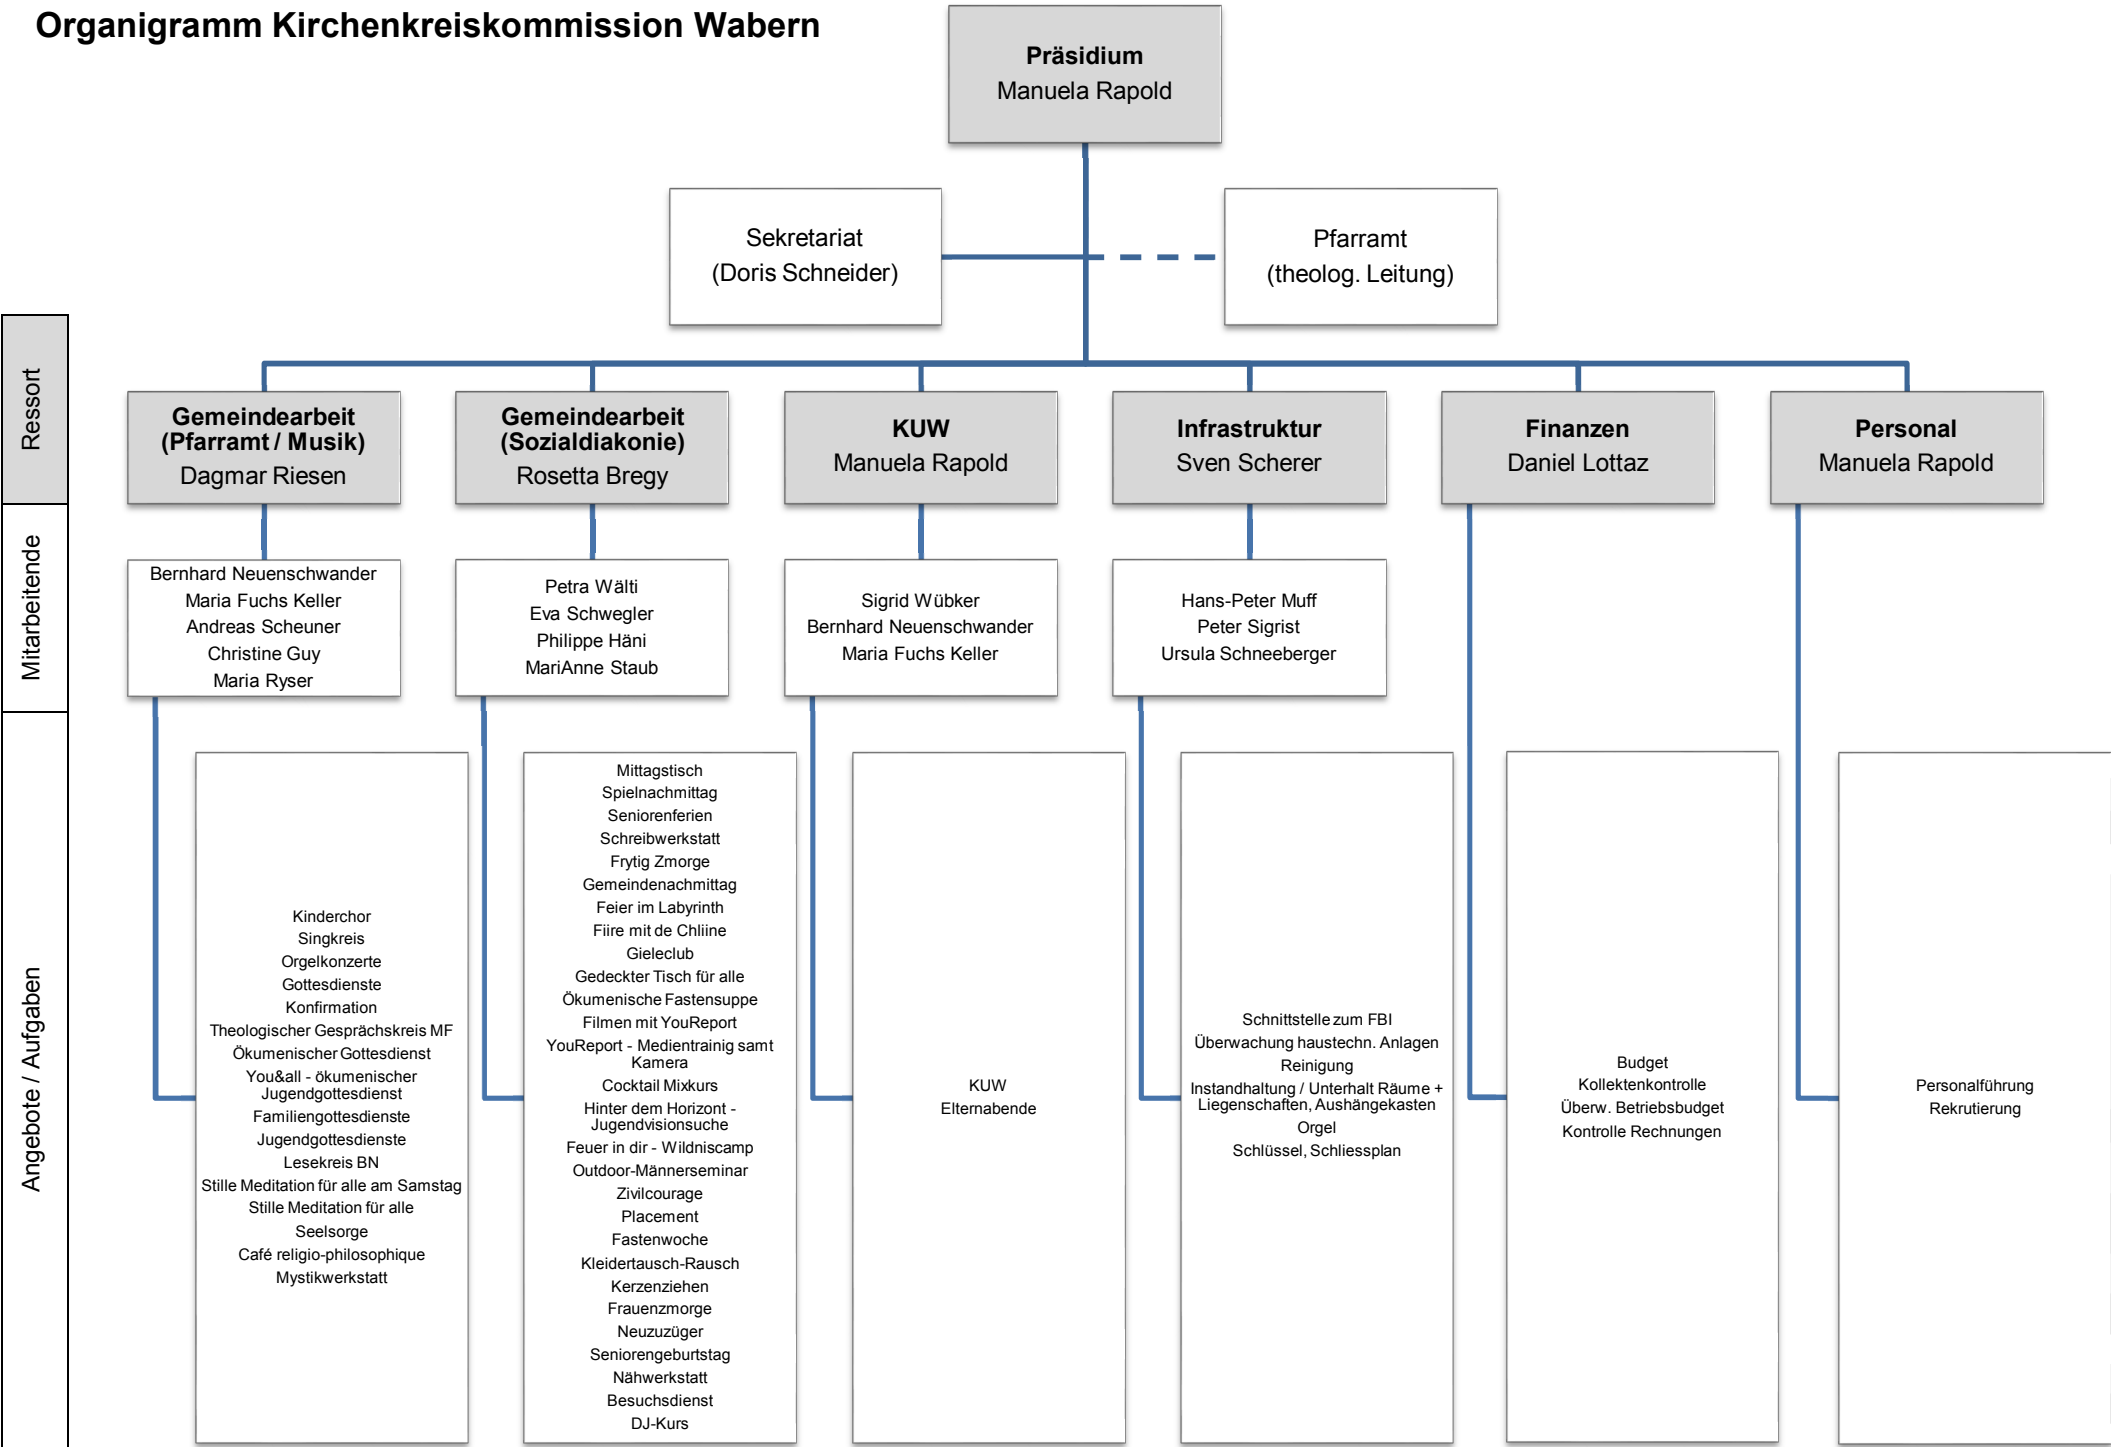 Organigramm Kirchenkreiskommission Wabern
Präsidium
Manuela Rapold
Sekretariat
(Doris Schneider)
Pfarramt
(theolog. Leitung)
Ressort
Gemeindearbeit
(Pfarramt / Musik)
Dagmar Riesen
Gemeindearbeit
(Sozialdiakonie)
Rosetta Bregy
KUW
Manuela Rapold
Infrastruktur
Sven Scherer
Finanzen
Daniel Lottaz
Personal
Manuela Rapold
Mitarbeitende
Bernhard Neuenschwander
Maria Fuchs Keller
Andreas Scheuner
Christine Guy
Maria Ryser
Petra Wälti
Eva Schwegler
Philippe Häni
MariAnne Staub
Sigrid Wübker
Bernhard Neuenschwander
Maria Fuchs Keller
Hans-Peter Muff
Peter Sigrist
Ursula Schneeberger
Angebote / Aufgaben
Kinderchor
Singkreis
Orgelkonzerte
Gottesdienste
Konfirmation
Theologischer Gesprächskreis MF
Ökumenischer Gottesdienst
You&all - ökumenischer
Jugendgottesdienst
Familiengottesdienste
Jugendgottesdienste
Lesekreis BN
Stille Meditation für alle am Samstag
Stille Meditation für alle
Seelsorge
Café religio-philosophique
Mystikwerkstatt
Mittagstisch
Spielnachmittag
Seniorenferien
Schreibwerkstatt
Frytig Zmorge
Gemeindenachmittag
Feier im Labyrinth
Fiire mit de Chliine
Gieleclub
Gedeckter Tisch für alle
Ökumenische Fastensuppe
Filmen mit YouReport
YouReport - Medientrainig samt
Kamera
Cocktail Mixkurs
Hinter dem Horizont -
Jugendvisionsuche
Feuer in dir - Wildniscamp
Outdoor-Männerseminar
Zivilcourage
Placement
Fastenwoche
Kleidertausch-Rausch
Kerzenziehen
Frauenzmorge
Neuzuzüger
Seniorengeburtstag
Nähwerkstatt
Besuchsdienst
DJ-Kurs
KUW
Elternabende
Schnittstelle zum FBI
Überwachung haustechn. Anlagen
Reinigung
Instandhaltung / Unterhalt Räume +
Liegenschaften, Aushängekasten
Orgel
Schlüssel, Schliessplan
Budget
Kollektenkontrolle
Überw. Betriebsbudget
Kontrolle Rechnungen
Personalführung
Rekrutierung